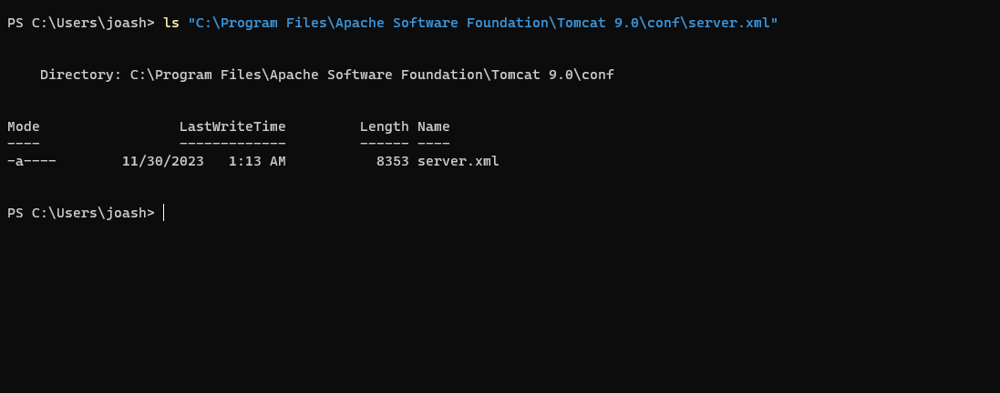 PS C:\Users\joash> ls "C:\Program Files\Apache Software Foundation\Tomcat 9.0\conf\server.xml"
Directory: C:\Program Files\Apache Software Foundation\Tomcat 9.0\conf
Mode                 LastWriteTime         Length Name
----                 -------------         ------ ----
-a----        11/30/2023   1:13 AM           8353 server.xml
PS C:\Users\joash>